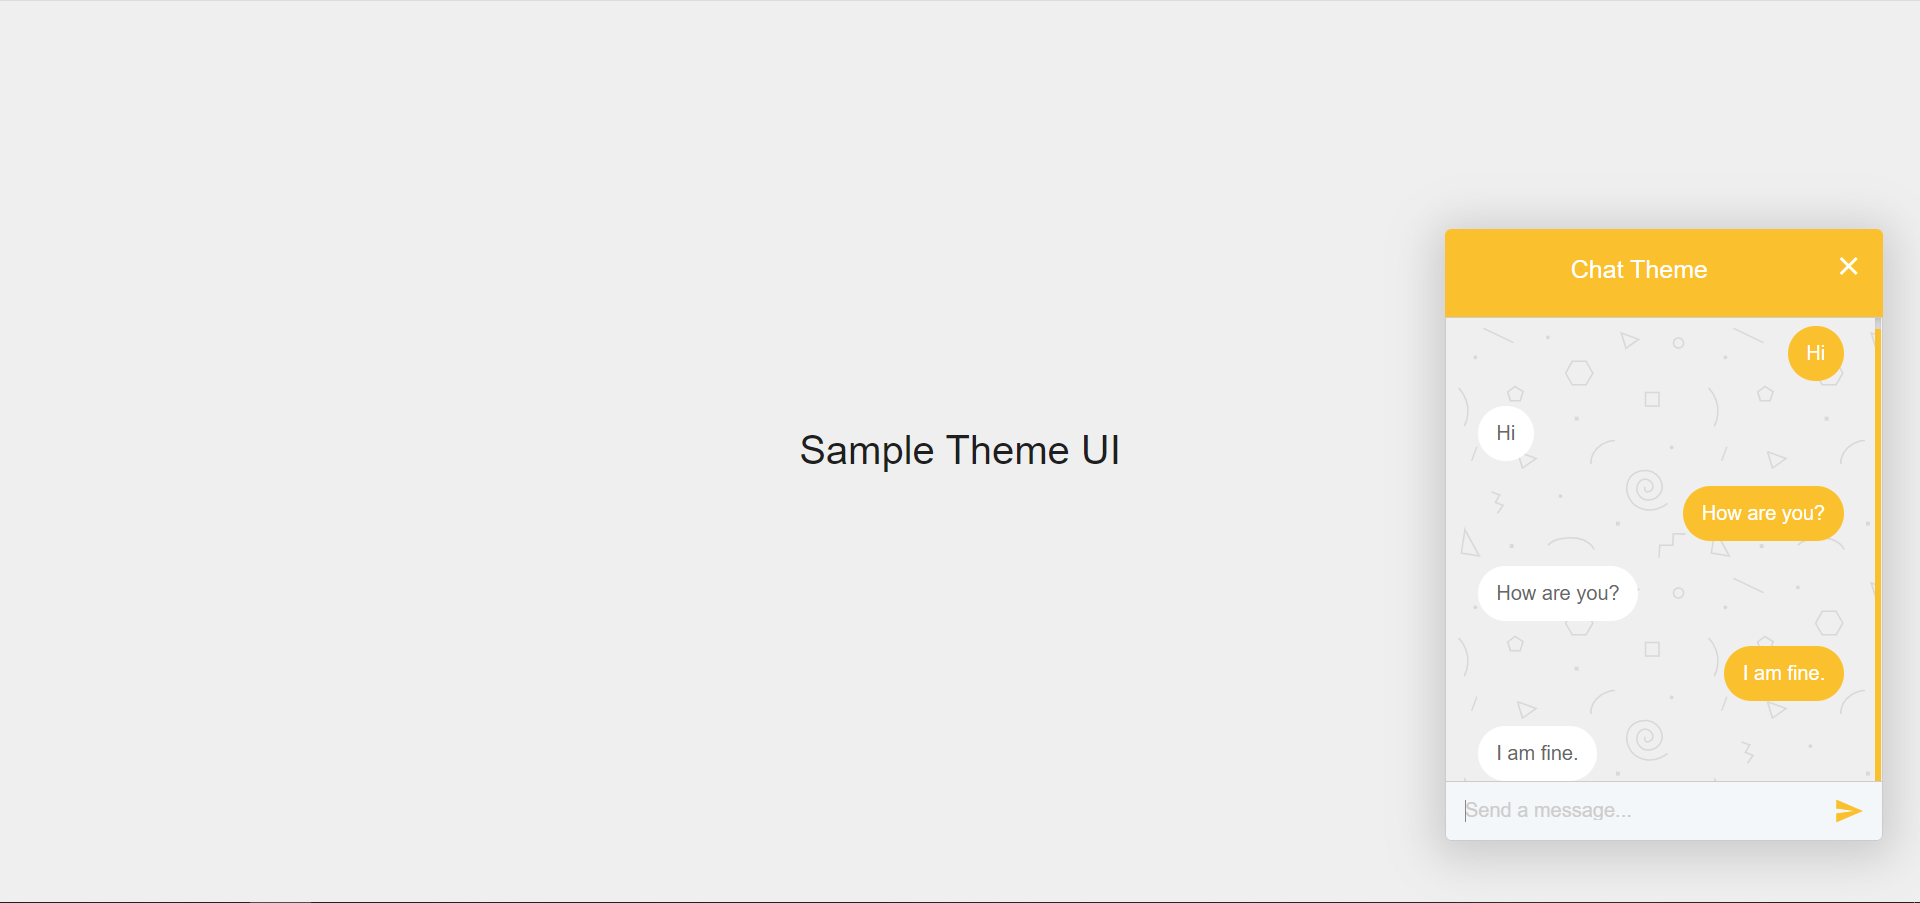 Sample Theme UI
Chat Theme
Hi
Hi
How are you?
How are you?
I am fine.
I am fine.
Send a message...